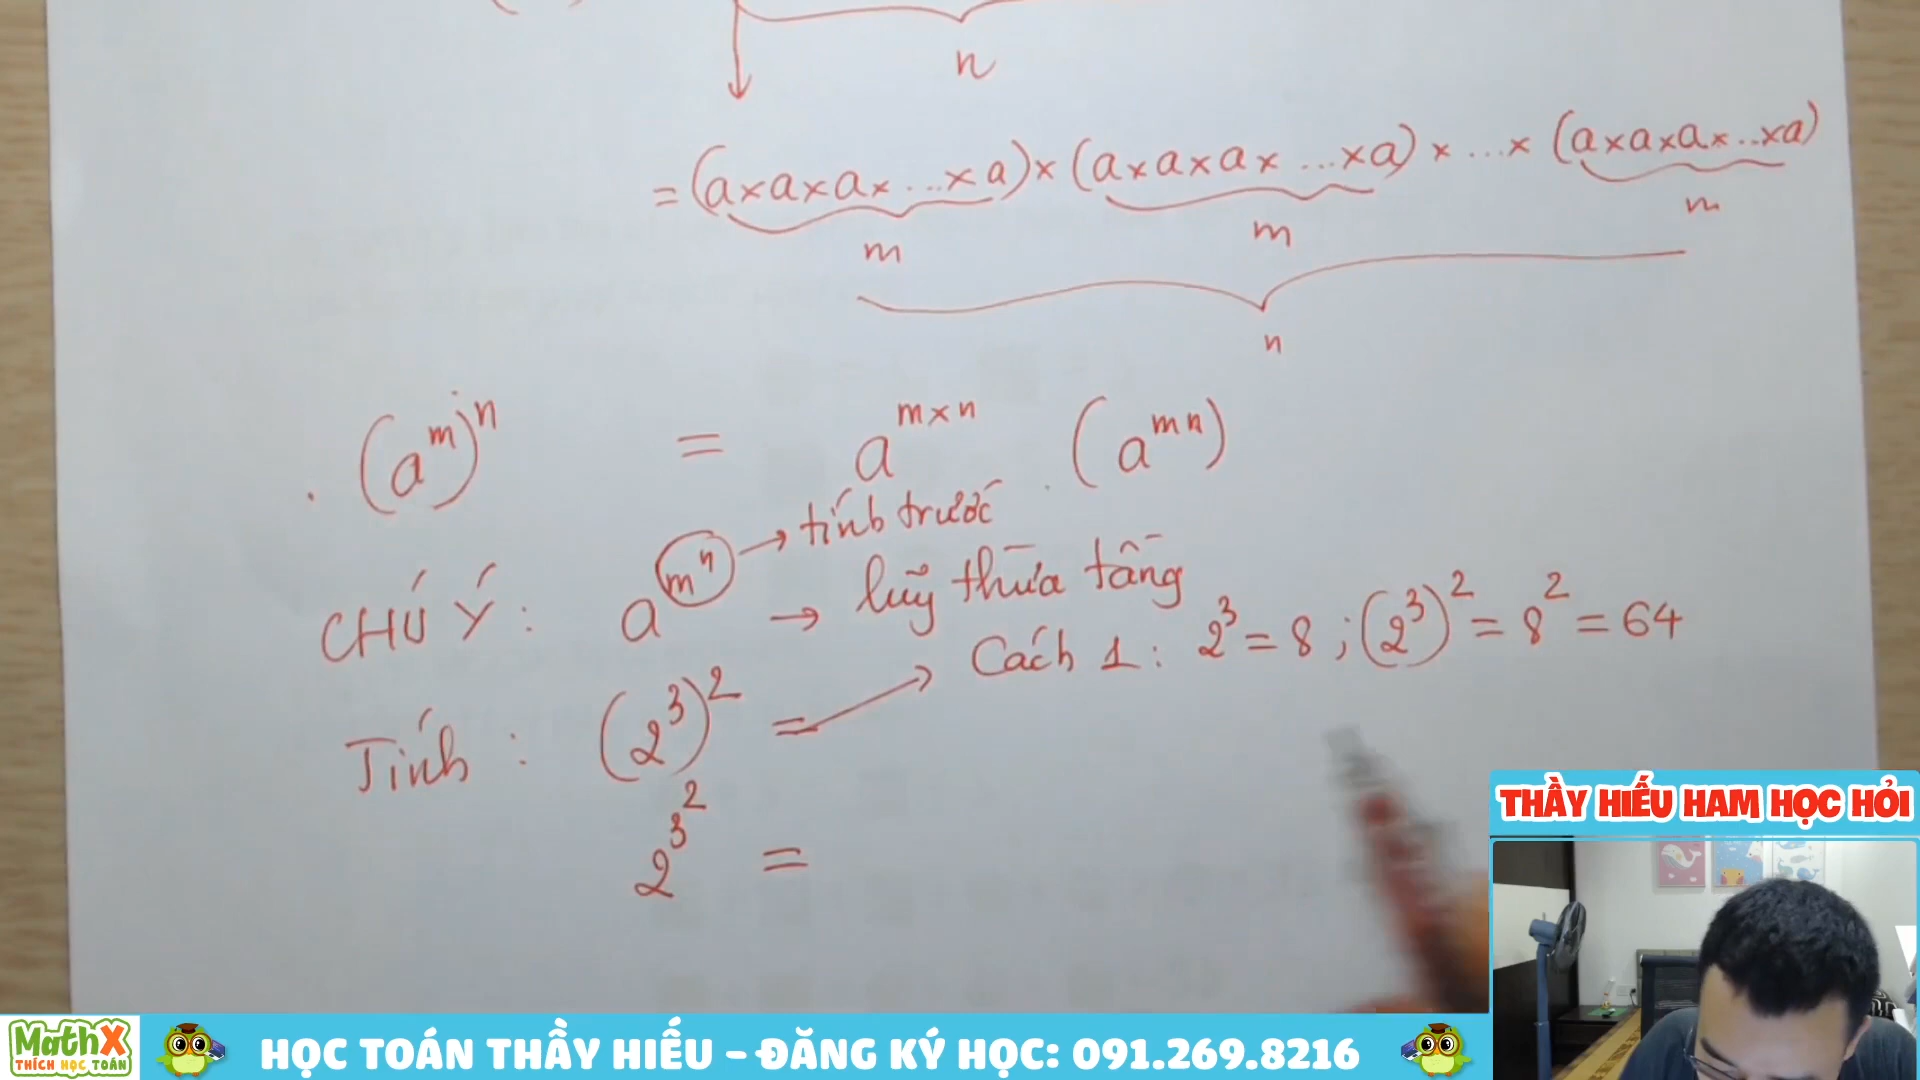 n
= (a×a×a×...×a)×(a×a×a×...×a)×...×(a×a×a×...×a)
m m m
n
. (a^m)^n = a^{m×n} (a^{mn})
CHÚ Ý: a^{m^n} → tính trước
→ luỹ thừa tầng
Tính: (2^3)^2 = → Cách 1: 2^3 = 8 ; (2^3)^2 = 8^2 = 64
2^{3^2} =
THẦY HIẾU HAM HỌC HỎI
MathX
THÍCH HỌC TOÁN
HỌC TOÁN THẦY HIẾU - ĐĂNG KÝ HỌC: 091.269.8216